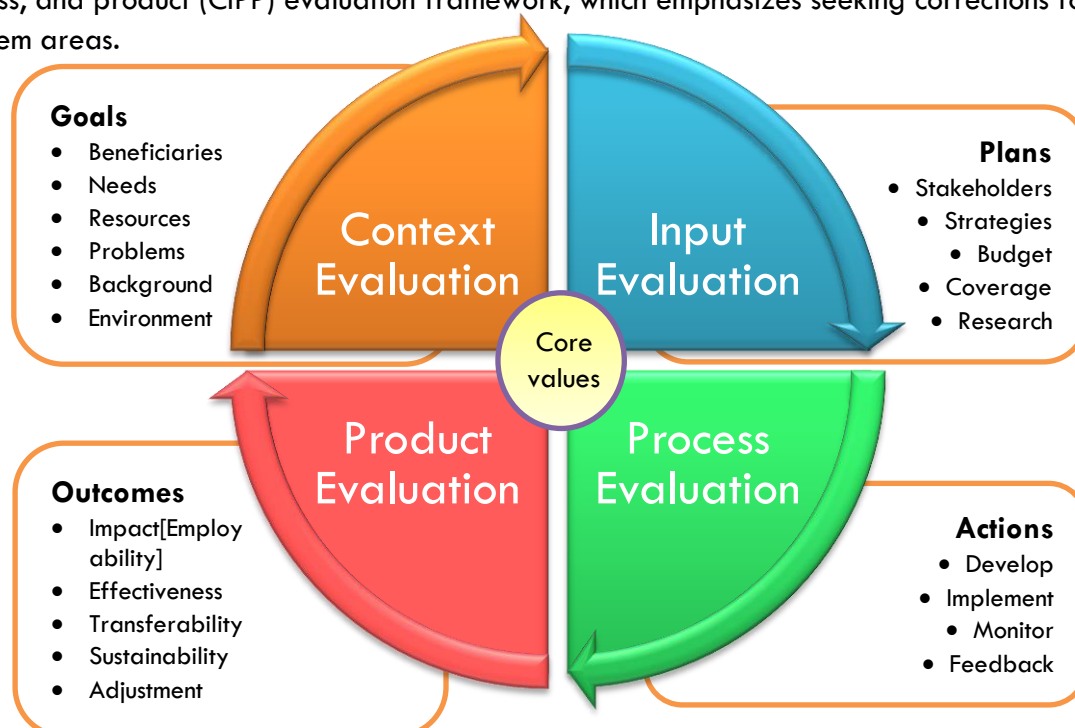 ss, and product (CIPP) evaluation framework, which emphasizes seeking corrections
em areas.
Goals
• Beneficiaries
• Needs
• Resources
• Problems
• Background
• Environment
Context
Evaluation
Input
Evaluation
Plans
• Stakeholders
• Strategies
• Budget
• Coverage
• Research
Core
values
Product
Evaluation
Process
Evaluation
Outcomes
• Impact[Employ
ability]
• Effectiveness
• Transferability
• Sustainability
• Adjustment
Actions
• Develop
• Implement
• Monitor
• Feedback